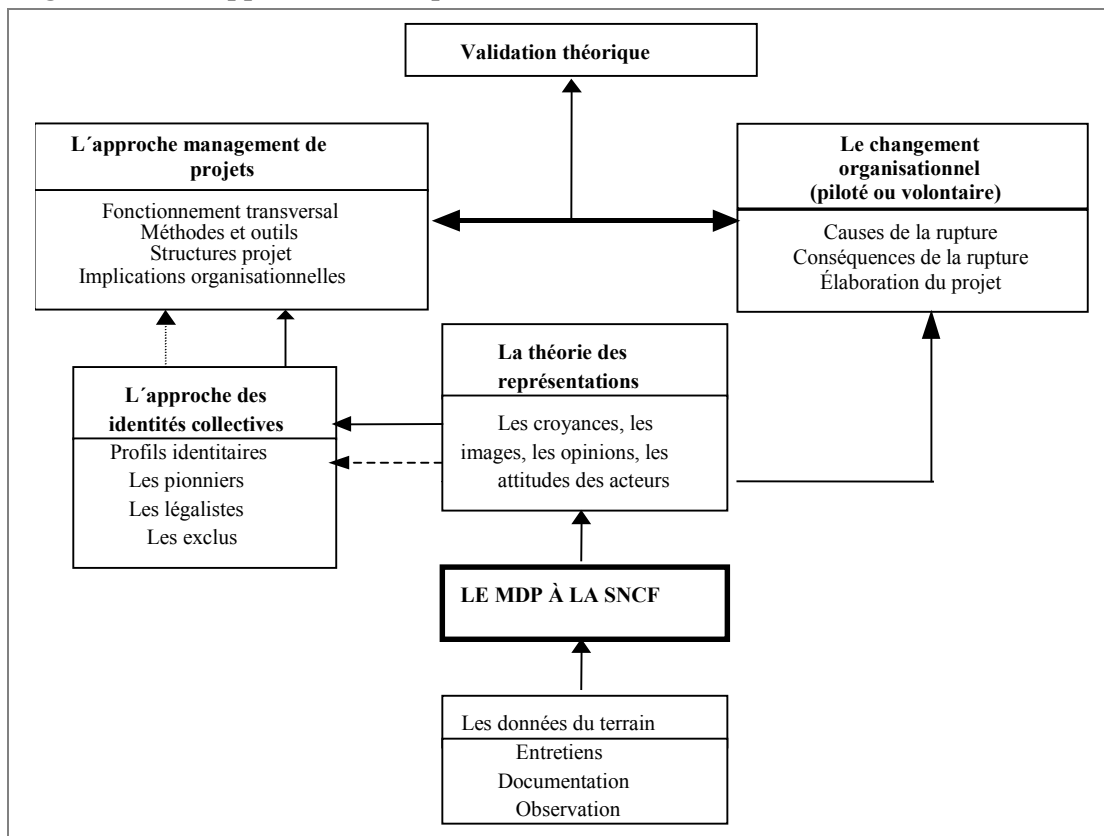 Validation théorique
L´approche management de
projets
Fonctionnement transversal
Méthodes et outils
Structures projet
Implications organisationnelles
Le changement
organisationnel
(piloté ou volontaire)
Causes de la rupture
Conséquences de la rupture
Élaboration du projet
L´approche des
identités collectives
Profils identitaires
Les pionniers
Les légalistes
Les exclus
La théorie des
représentations
Les croyances, les
images, les opinions, les
attitudes des acteurs
LE MDP À LA SNCF
Les données du terrain
Entretiens
Documentation
Observation